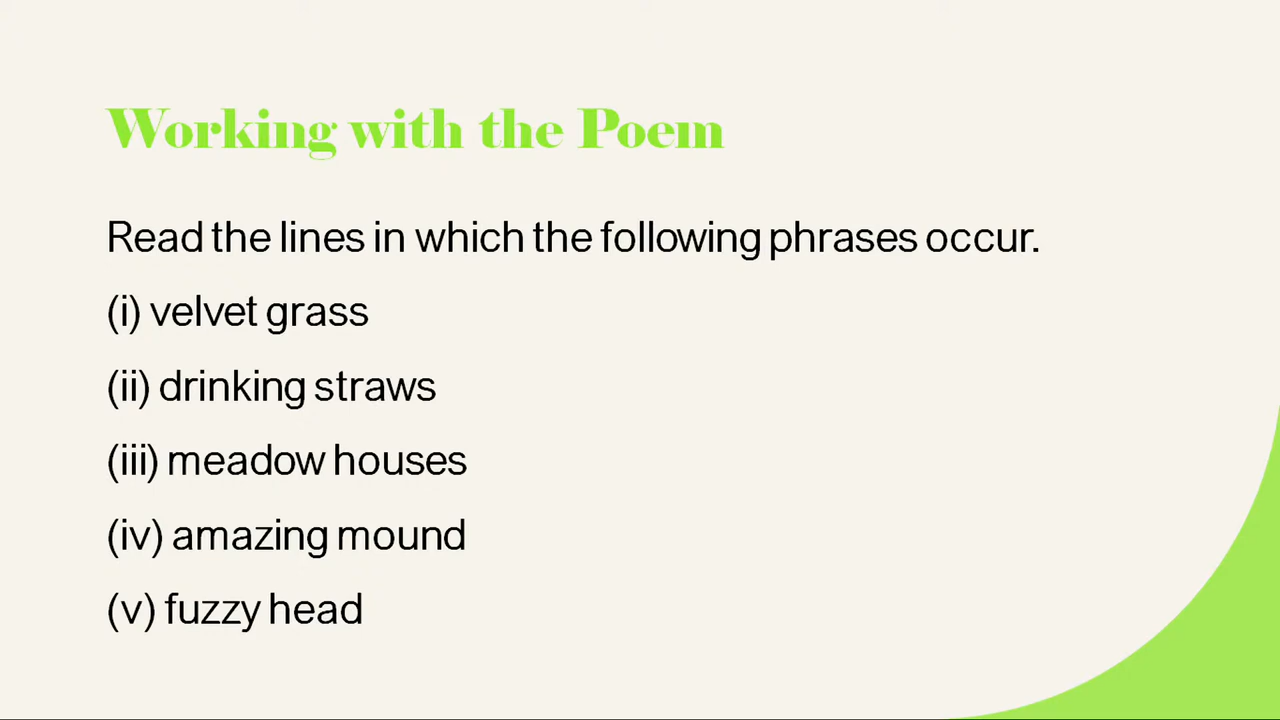 Working with the Poem
Read the lines in which the following phrases occur.
(i) velvet grass
(ii) drinking straws
(iii) meadow houses
(iv) amazing mound
(v) fuzzy head